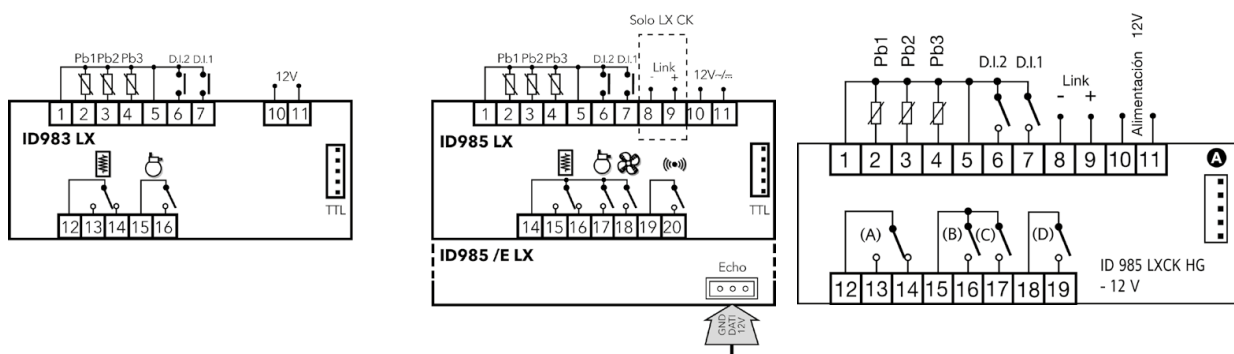 Pb1 Pb2 Pb3 D.I.2 D.I.1
12V
1 2 3 4 5 6 7 10 11
ID983 LX
TTL
12 13 14 15 16
Solo LX CK
Pb1 Pb2 Pb3 D.I.2 D.I.1
Link
- +
12V~/⎓
1 2 3 4 5 6 7 8 9 10 11
ID985 LX
TTL
14 15 16 17 18 19 20
ID985 /E LX
Echo
GND
DATI
12V
Pb1 Pb2 Pb3
D.I.2 D.I.1
Link
- +
Alimentación 12V
1 2 3 4 5 6 7 8 9 10 11
A
(A) (B) (C) (D)
12 13 14 15 16 17 18 19
ID 985 LXCK HG
- 12 V